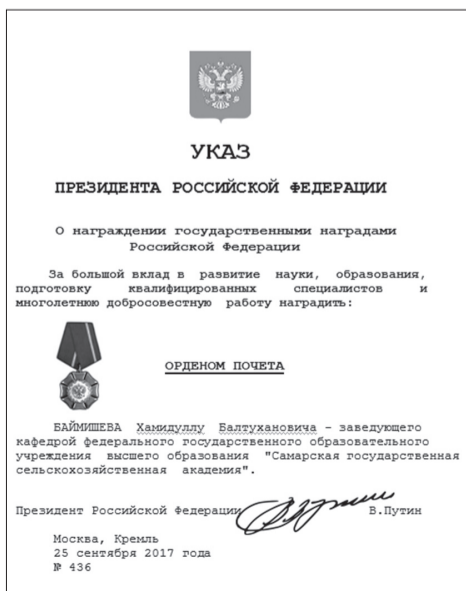 УКАЗ
ПРЕЗИДЕНТА РОССИЙСКОЙ ФЕДЕРАЦИИ
О награждении государственными наградами
Российской Федерации
За большой вклад в развитие науки, образования,
подготовку квалифицированных специалистов и
многолетнюю добросовестную работу наградить:
ОРДЕНОМ ПОЧЕТА
БАЙМИШЕВА Хамидуллу Балтухановича – заведующего
кафедрой федерального государственного образовательного
учреждения высшего образования "Самарская государственная
сельскохозяйственная академия".
Президент Российской Федерации В.Путин
Москва, Кремль
25 сентября 2017 года
№ 436